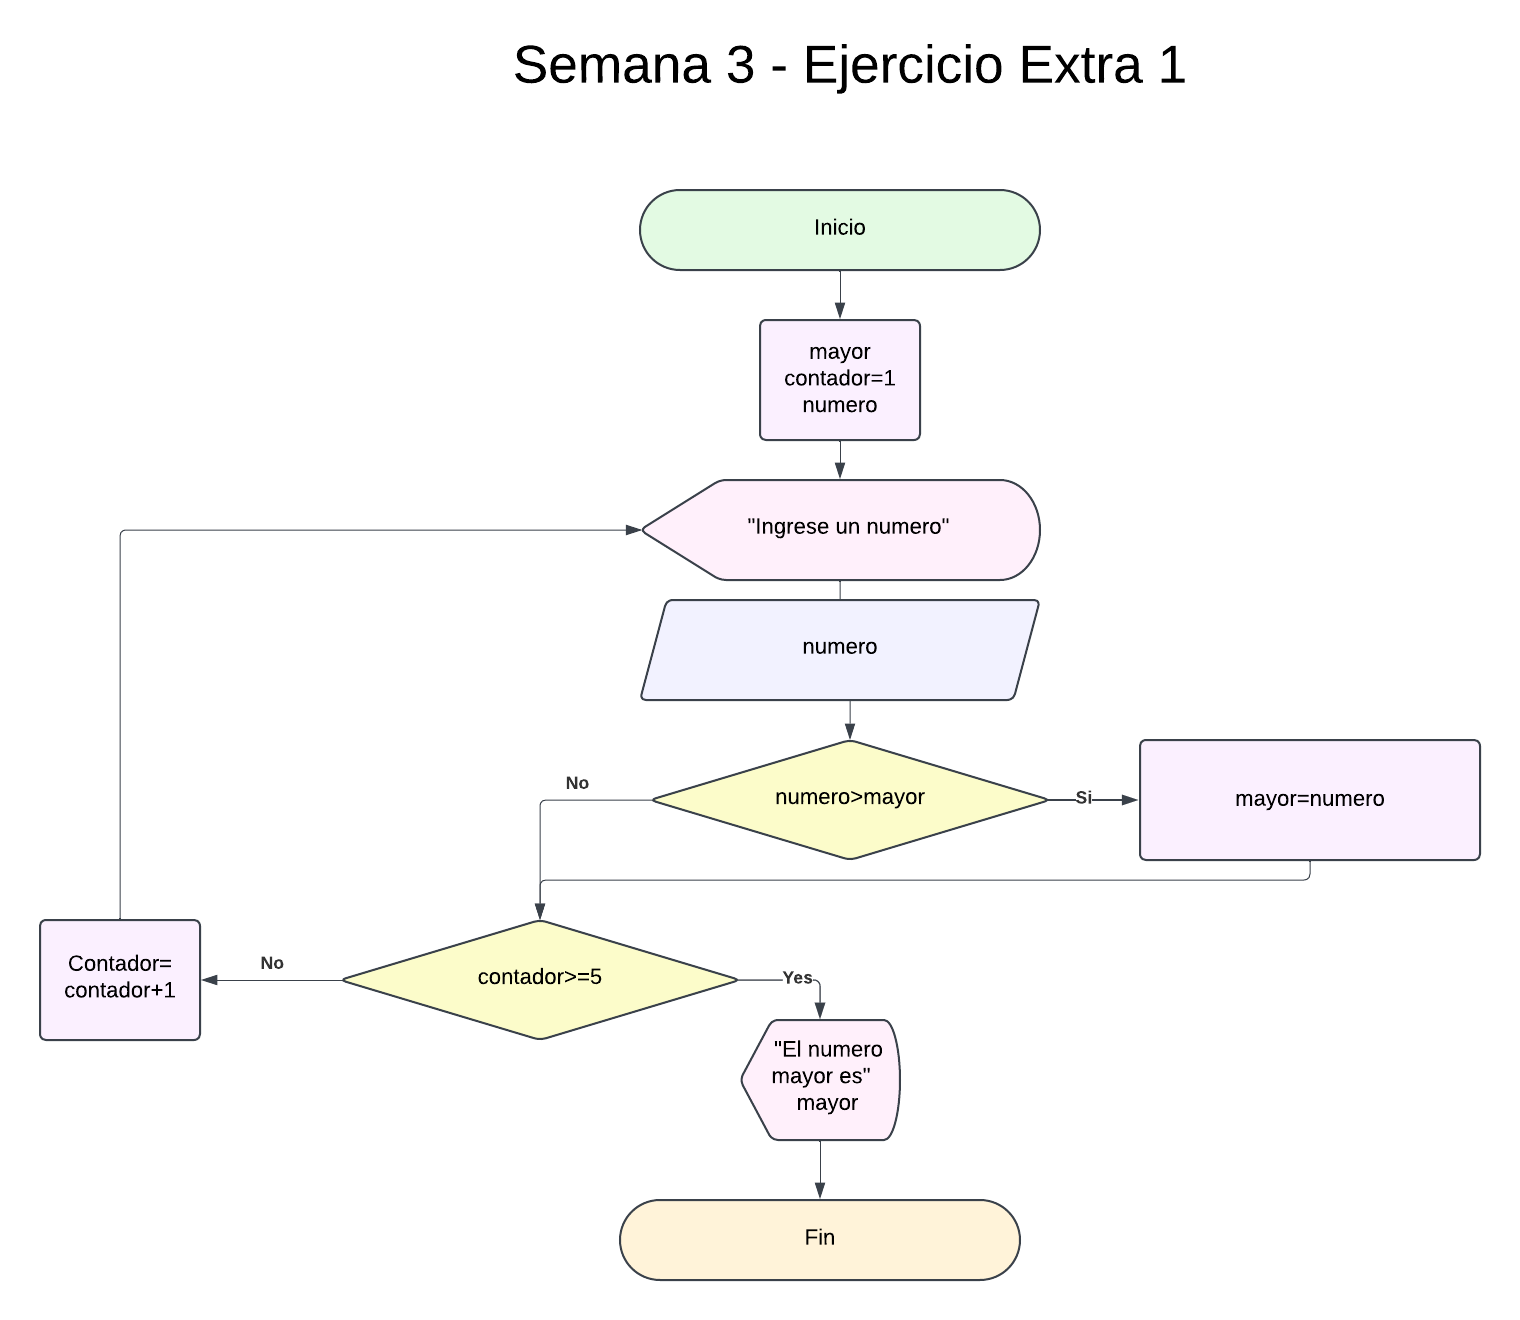 Semana 3 - Ejercicio Extra 1
Inicio
mayor
contador=1
numero
"Ingrese un numero"
numero
numero>mayor
No
Si
mayor=numero
contador>=5
No
Yes
Contador=
contador+1
"El numero
mayor es"
mayor
Fin